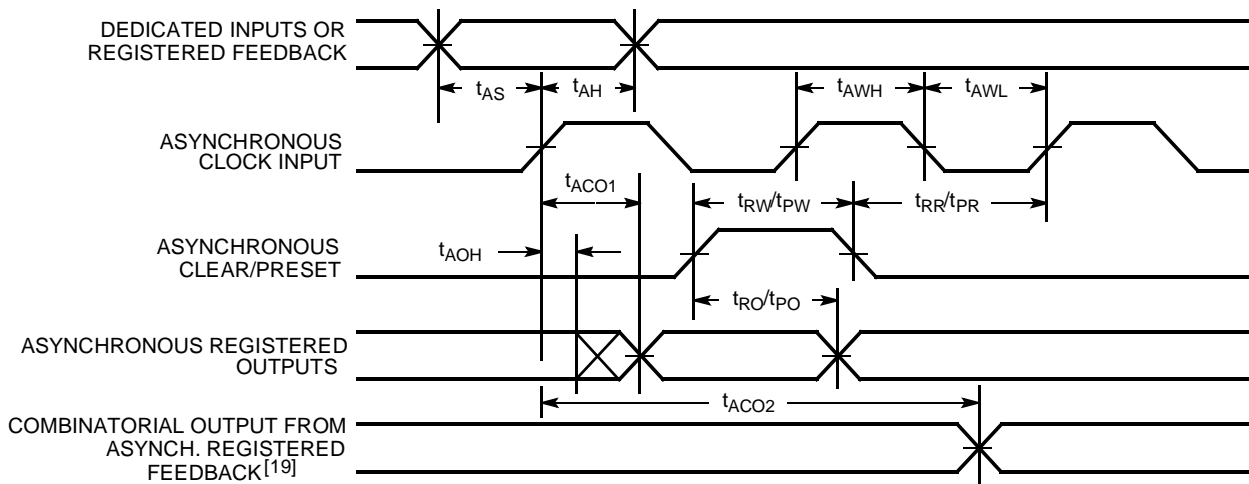 DEDICATED INPUTS OR
REGISTERED FEEDBACK
tAS
tAH
tAWH
tAWL
ASYNCHRONOUS
CLOCK INPUT
tACO1
tRW/tPW
tRR/tPR
ASYNCHRONOUS
CLEAR/PRESET
tAOH
tRO/tPO
ASYNCHRONOUS REGISTERED
OUTPUTS
tACO2
COMBINATORIAL OUTPUT FROM
ASYNCH. REGISTERED
FEEDBACK[19]